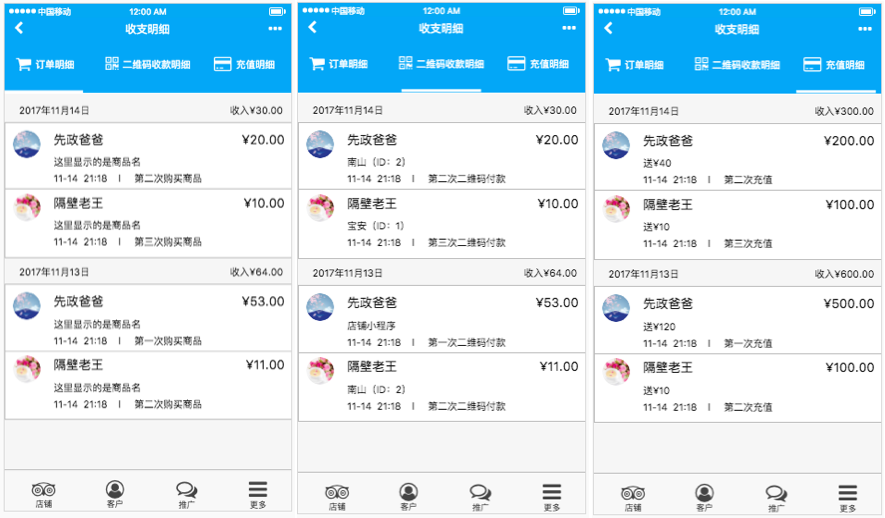 中国移动 12:00 AM
收支明细
订单明细 二维码收款明细 充值明细
2017年11月14日 收入¥30.00
先政爸爸 ¥20.00
这里显示的是商品名
11-14 21:18 | 第二次购买商品
隔壁老王 ¥10.00
这里显示的是商品名
11-14 21:18 | 第三次购买商品
2017年11月13日 收入¥64.00
先政爸爸 ¥53.00
这里显示的是商品名
11-14 21:18 | 第一次购买商品
隔壁老王 ¥11.00
这里显示的是商品名
11-14 21:18 | 第二次购买商品
店铺 客户 推广 更多
中国移动 12:00 AM
收支明细
订单明细 二维码收款明细 充值明细
2017年11月14日 收入¥30.00
先政爸爸 ¥20.00
南山（ID：2）
11-14 21:18 | 第二次二维码付款
隔壁老王 ¥10.00
宝安（ID：1）
11-14 21:18 | 第三次二维码付款
2017年11月13日 收入¥64.00
先政爸爸 ¥53.00
店铺小程序
11-14 21:18 | 第一次二维码付款
隔壁老王 ¥11.00
南山（ID：2）
11-14 21:18 | 第二次二维码付款
店铺 客户 推广 更多
中国移动 12:00 AM
收支明细
订单明细 二维码收款明细 充值明细
2017年11月14日 收入¥300.00
先政爸爸 ¥200.00
送¥40
11-14 21:18 | 第二次充值
隔壁老王 ¥100.00
送¥10
11-14 21:18 | 第三次充值
2017年11月13日 收入¥600.00
先政爸爸 ¥500.00
送¥120
11-14 21:18 | 第一次充值
隔壁老王 ¥100.00
送¥10
11-14 21:18 | 第二次充值
店铺 客户 推广 更多